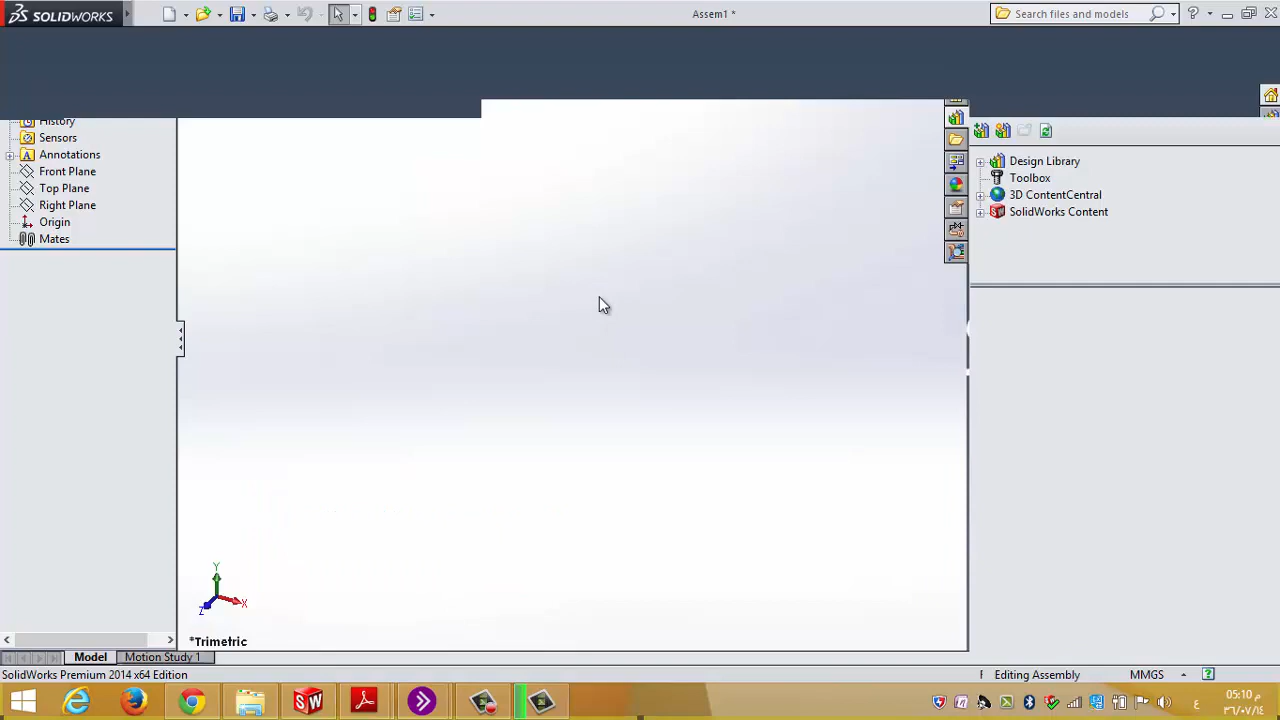 SOLIDWORKS
Assem1 *
Search files and models
History
Sensors
Annotations
Front Plane
Top Plane
Right Plane
Origin
Mates
Design Library
Toolbox
3D ContentCentral
SolidWorks Content
Y
X
Z
*Trimetric
Model
Motion Study 1
SolidWorks Premium 2014 x64 Edition
Editing Assembly
MMGS
SW
ع
05:10 م